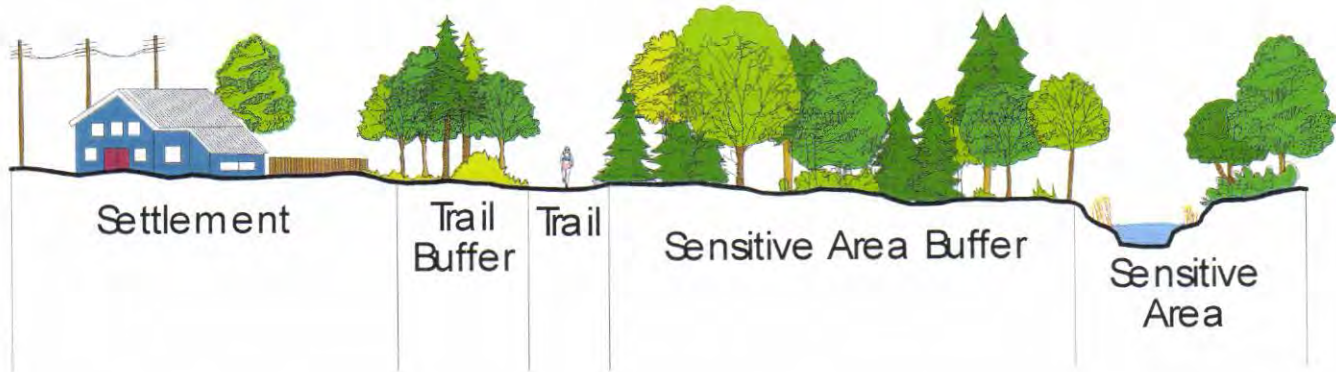 Settlement
Trail
Buffer
Trail
Sensitive Area Buffer
Sensitive
Area